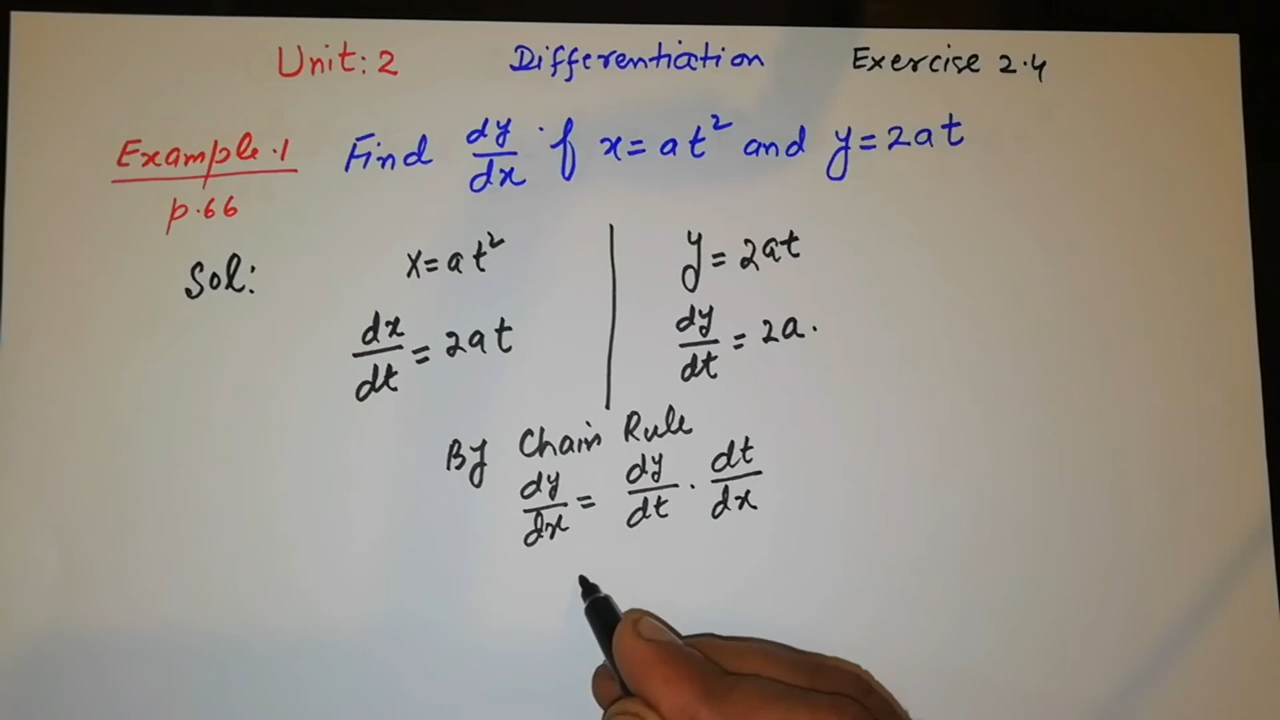 Unit: 2 Differentiation Exercise 2.4
Example.1 Find dy/dx if x = at² and y = 2at
p.66
Sol: x = at² y = 2at
dx/dt = 2at dy/dt = 2a.
By Chain Rule
dy/dx = dy/dt · dt/dx